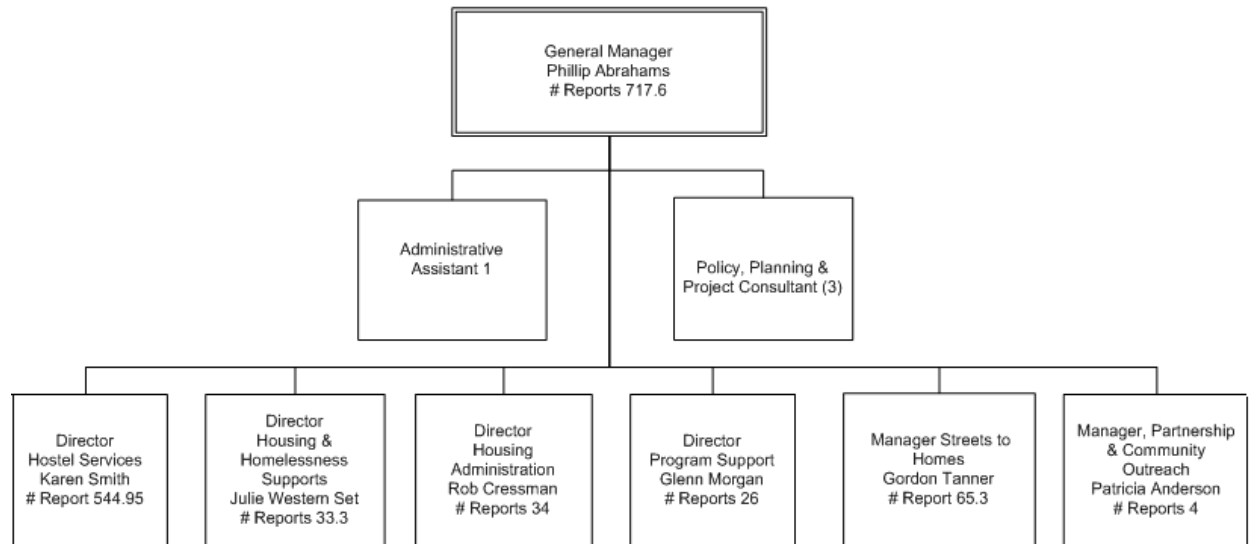 General Manager
Phillip Abrahams
# Reports 717.6
Administrative
Assistant 1
Policy, Planning &
Project Consultant (3)
Director
Hostel Services
Karen Smith
# Report 544.95
Director
Housing &
Homelessness
Supports
Julie Western Set
# Reports 33.3
Director
Housing
Administration
Rob Cressman
# Reports 34
Director
Program Support
Glenn Morgan
# Reports 26
Manager Streets to
Homes
Gordon Tanner
# Report 65.3
Manager, Partnership
& Community
Outreach
Patricia Anderson
# Reports 4